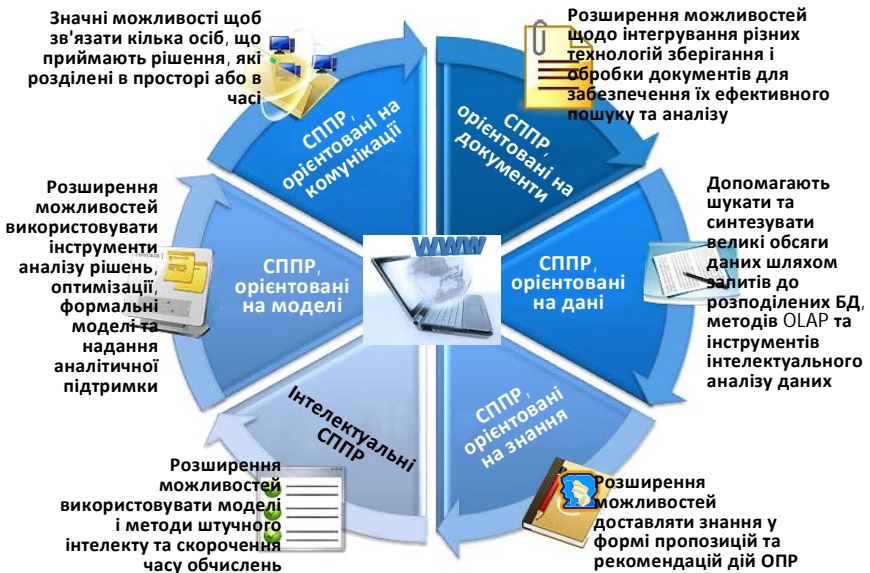 Значні можливості щоб
зв'язати кілька осіб, що
приймають рішення, які
розділені в просторі або в
часі
Розширення можливостей
щодо інтегрування різних
технологій зберігання і
обробки документів для
забезпечення їх ефективного
пошуку та аналізу
СППР,
орієнтовані на
комунікації
СППР,
орієнтовані на
документи
Розширення
можливостей
використовувати
інструменти
аналізу рішень,
оптимізації,
формальні
моделі та
надання
аналітичної
підтримки
СППР,
орієнтовані
на моделі
WWW
СППР,
орієнтовані
на дані
Допомагають
шукати та
синтезувати
великі обсяги
даних шляхом
запитів до
розподілених БД,
методів OLAP та
інструментів
інтелектуального
аналізу даних
Інтелектуальні
СППР
СППР,
орієнтовані
на знання
Розширення
можливостей
використовувати моделі
і методи штучного
інтелекту та скорочення
часу обчислень
Розширення
можливостей
доставляти знання у
формі пропозицій та
рекомендацій дій ОПР